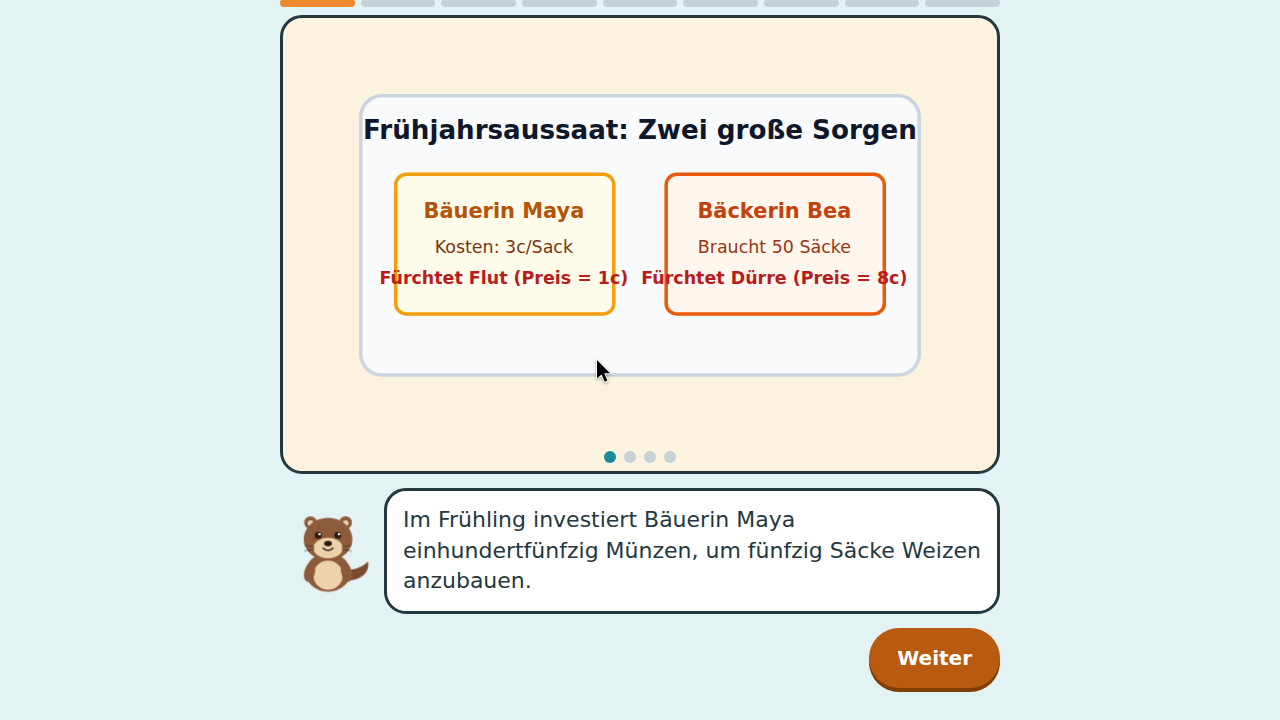 Frühjahrsaussaat: Zwei große Sorgen
Bäuerin Maya
Kosten: 3c/Sack
Fürchtet Flut (Preis = 1c)
Bäckerin Bea
Braucht 50 Säcke
Fürchtet Dürre (Preis = 8c)
Im Frühling investiert Bäuerin Maya
einhundertfünfzig Münzen, um fünfzig Säcke Weizen
anzubauen.
Weiter